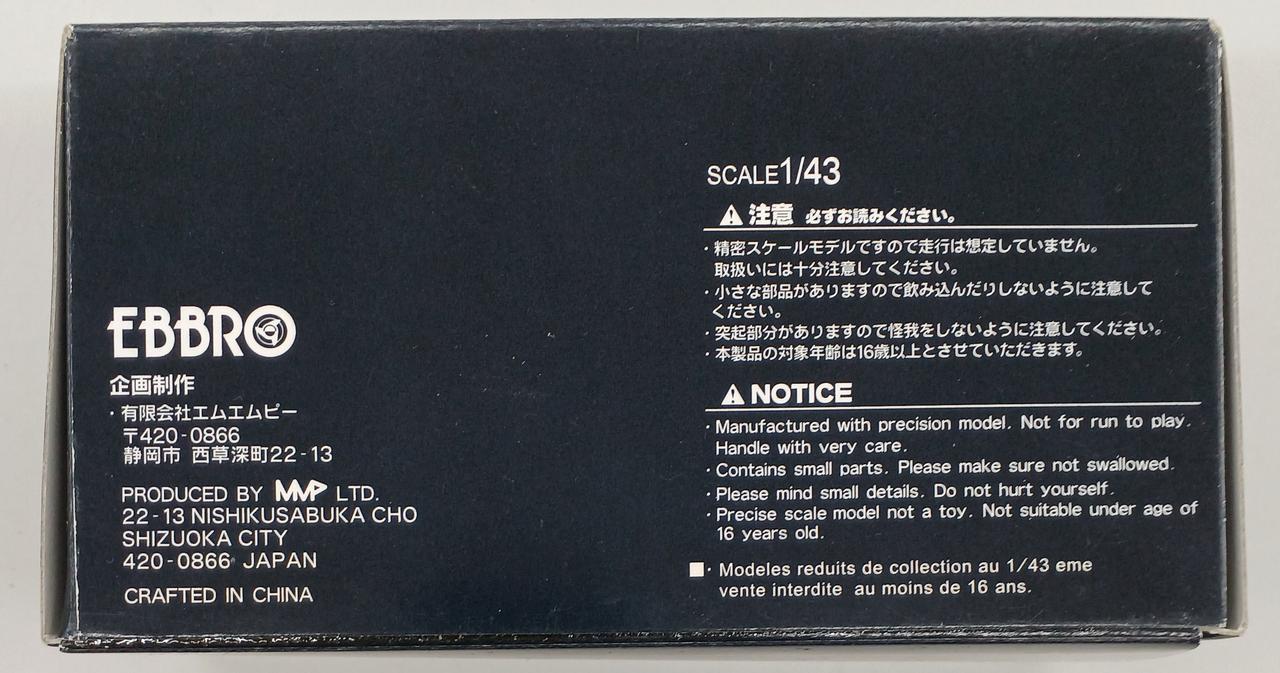 EBBRO
企画制作
・有限会社エムエムピー
〒420-0866
静岡市 西草深町22-13
PRODUCED BY MMP LTD.
22-13 NISHIKUSABUKA CHO
SHIZUOKA CITY
420-0866 JAPAN
CRAFTED IN CHINA
SCALE1/43
注意 必ずお読みください。
・精密スケールモデルですので走行は想定していません。
取扱いには十分注意してください。
・小さな部品がありますので飲み込んだりしないように注意して
ください。
・突起部分がありますので怪我をしないように注意してください。
・本製品の対象年齢は16歳以上とさせていただきます。
NOTICE
・Manufactured with precision model. Not for run to play.
Handle with very care.
・Contains small parts. Please make sure not swallowed.
・Please mind small details. Do not hurt yourself.
・Precise scale model not a toy. Not suitable under age of
16 years old.
■・Modeles reduits de collection au 1/43 eme
vente interdite au moins de 16 ans.